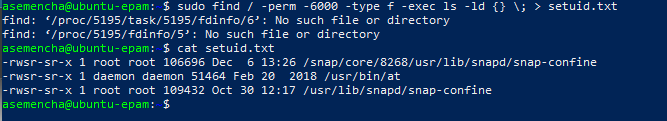 asemencha@ubuntu-epam: $ sudo find / -perm -6000 -type f -exec ls -ld {} \; > setuid.txt
find: ‘/proc/5195/task/5195/fdinfo/6’: No such file or directory
find: ‘/proc/5195/fdinfo/5’: No such file or directory
asemencha@ubuntu-epam: $ cat setuid.txt
-rwsr-sr-x 1 root root 106696 Dec  6 13:26 /snap/core/8268/usr/lib/snapd/snap-confine
-rwsr-sr-x 1 daemon daemon 51464 Feb 20  2018 /usr/bin/at
-rwsr-sr-x 1 root root 109432 Oct 30 12:17 /usr/lib/snapd/snap-confine
asemencha@ubuntu-epam: $